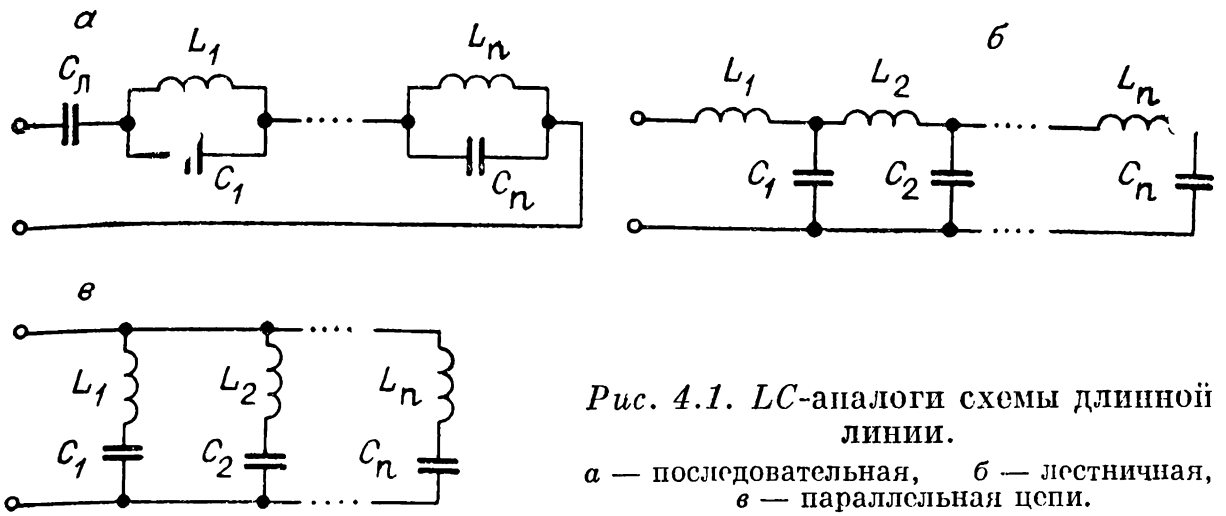 а
б
C_Л
L_1
C_1
L_n
C_n
L_1
L_2
L_n
C_1
C_2
C_n
в
L_1
L_2
L_n
C_1
C_2
C_n
Рис. 4.1. LC-аналоги схемы длинной
линии.
а — последовательная, б — лестничная,
в — параллельная цепи.